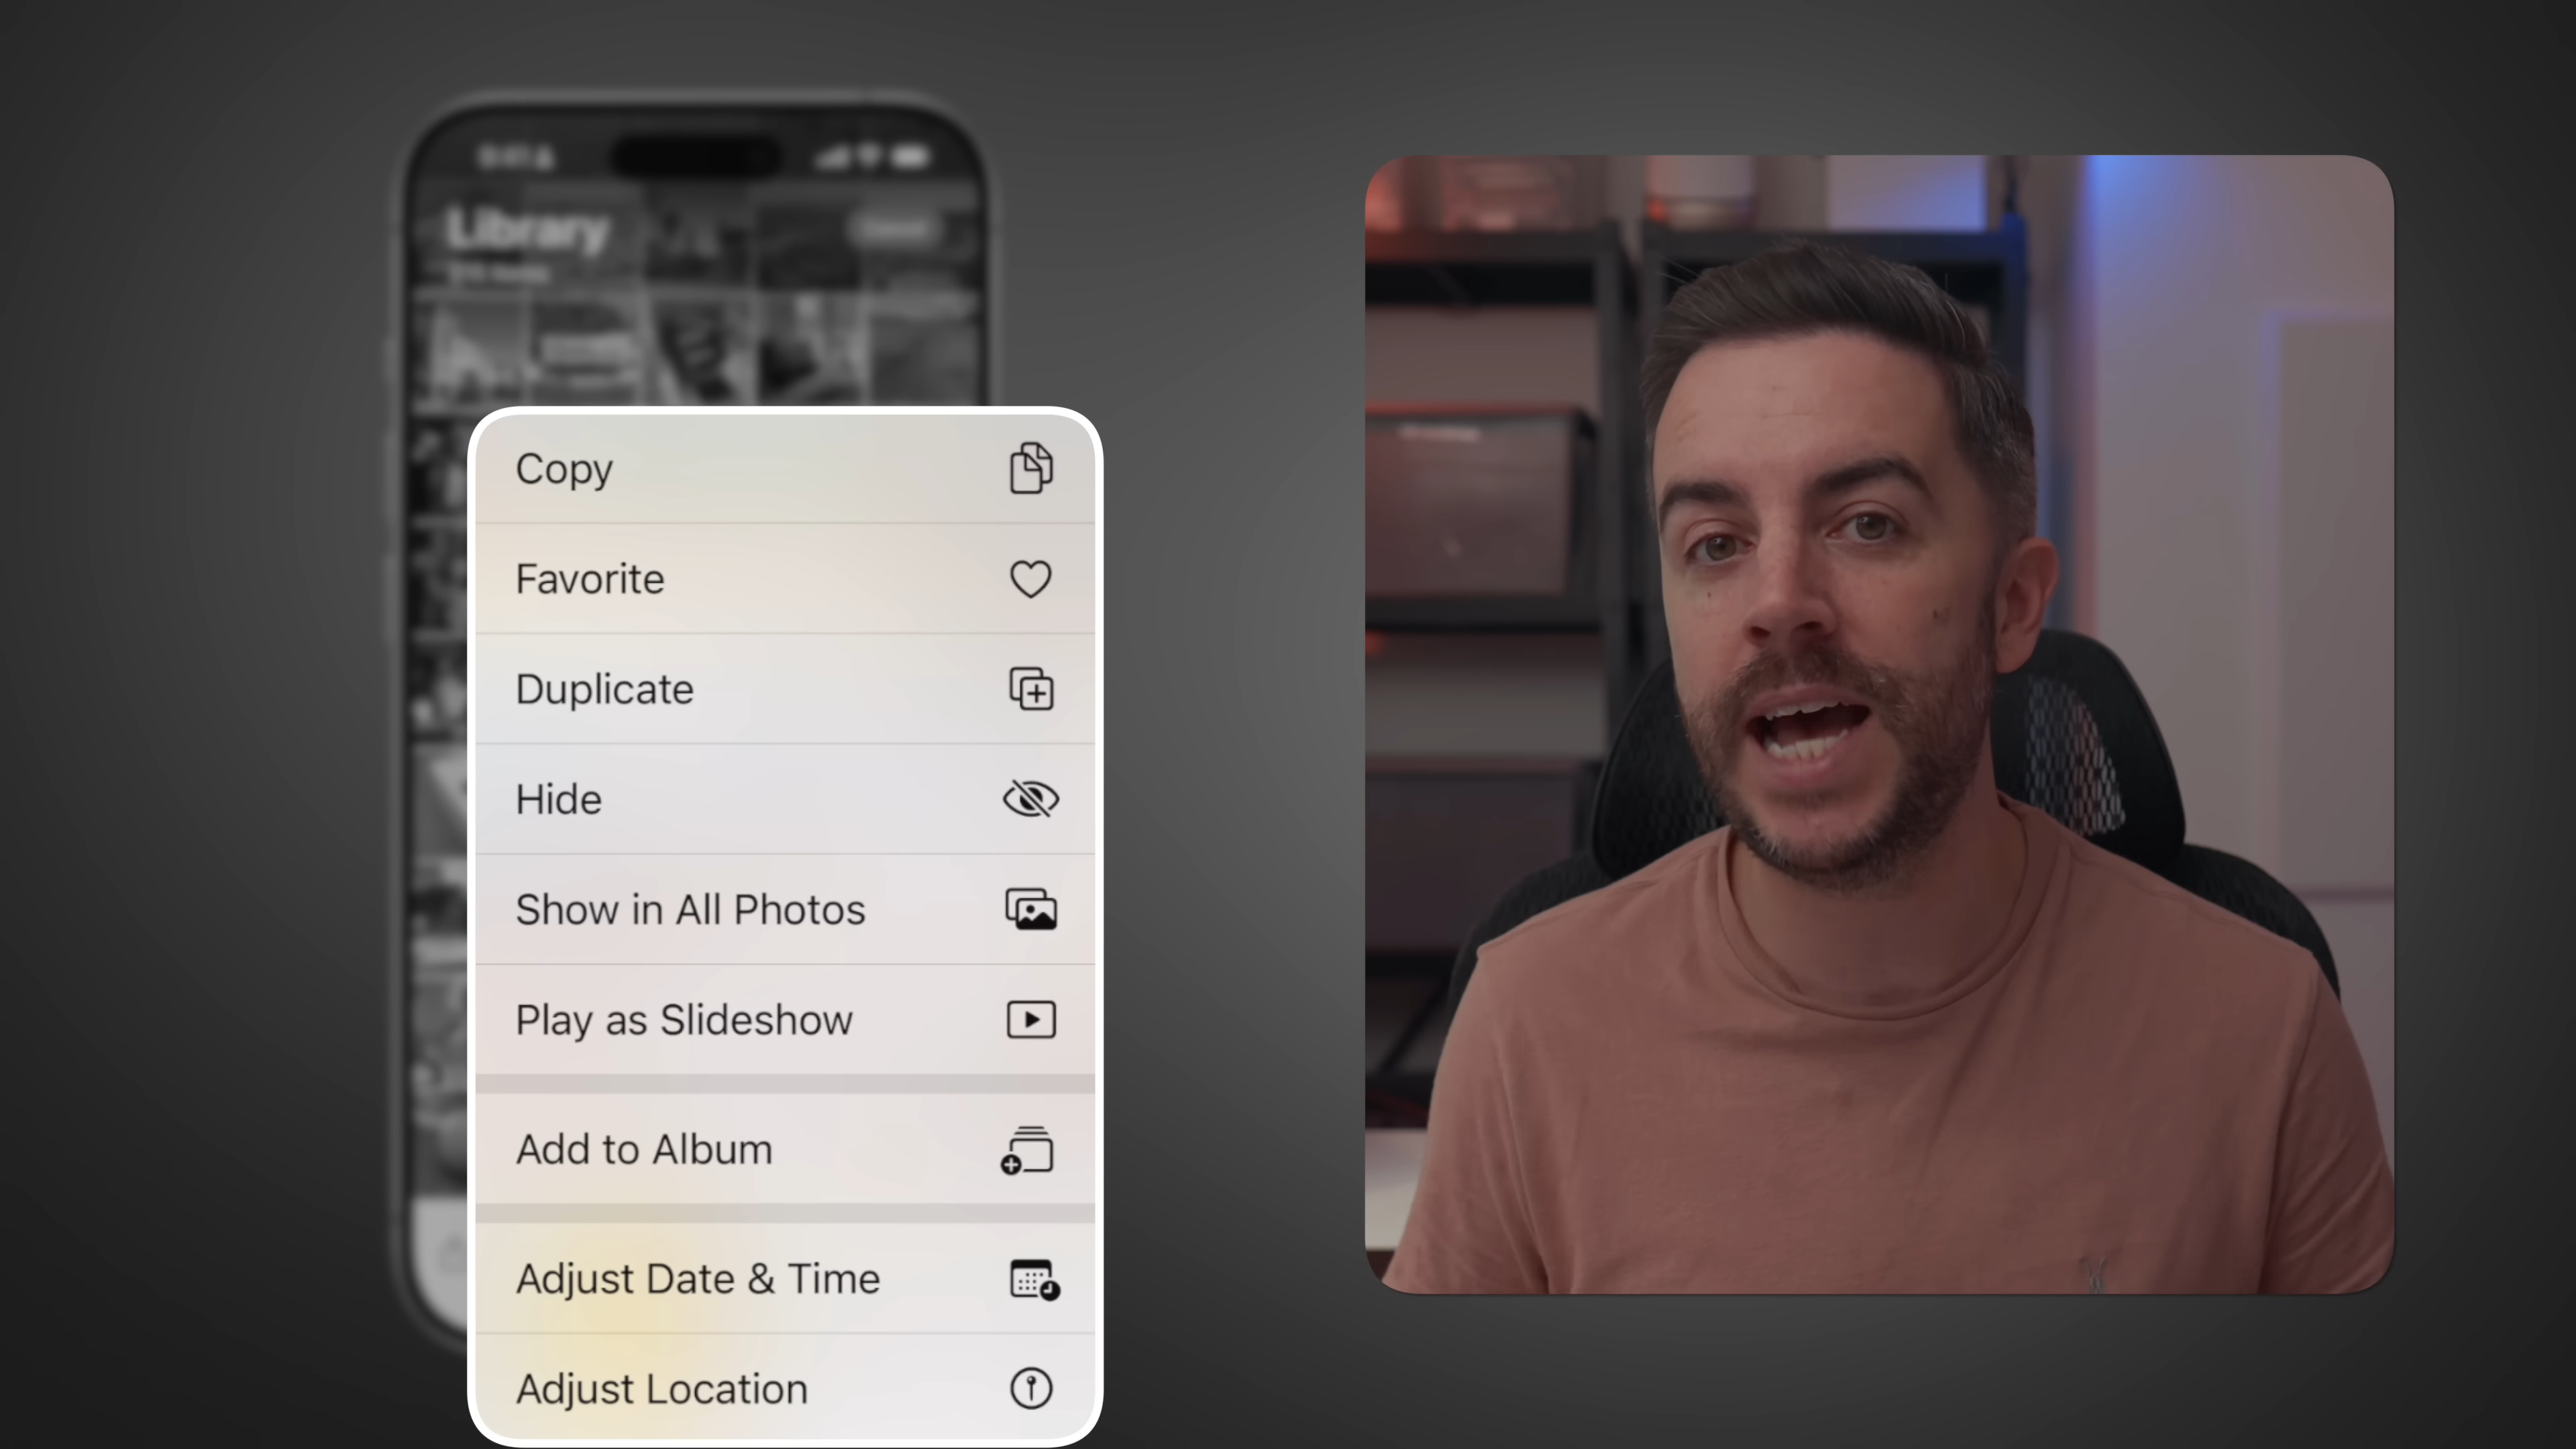 Library
Copy
Favorite
Duplicate
Hide
Show in All Photos
Play as Slideshow
Add to Album
Adjust Date & Time
Adjust Location